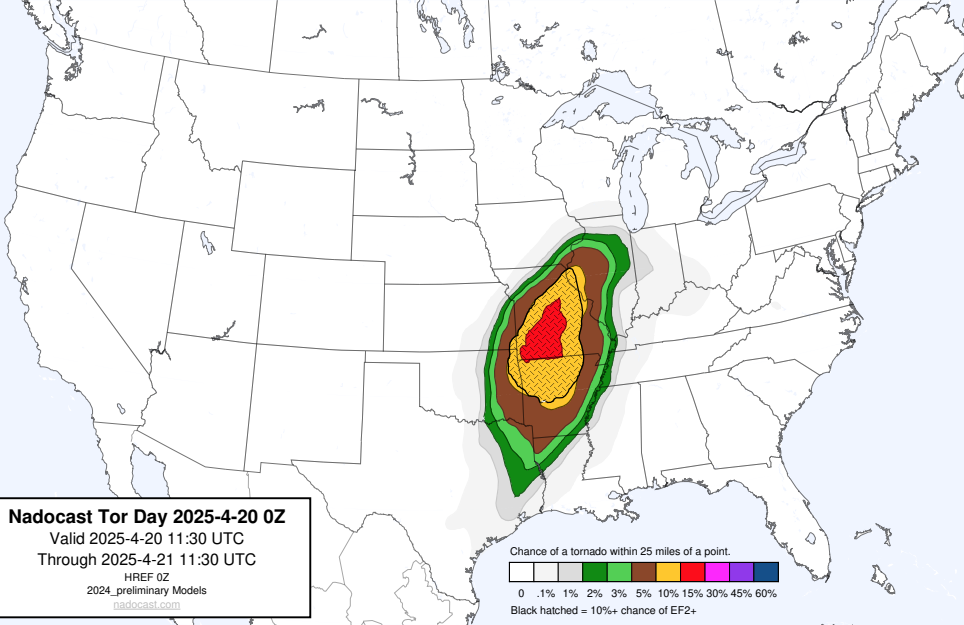 Nadocast Tor Day 2025-4-20 0Z
Valid 2025-4-20 11:30 UTC
Through 2025-4-21 11:30 UTC
HREF 0Z
2024_preliminary Models
nadocast.com
Chance of a tornado within 25 miles of a point.
0 .1% 1% 2% 3% 5% 10% 15% 30% 45% 60%
Black hatched = 10%+ chance of EF2+